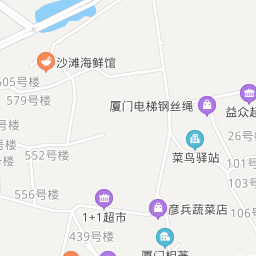 沙滩海鲜馆
605号楼
579号楼
厦门电梯钢丝绳
益众超
26号
菜鸟驿站
552号楼
101号
103号
556号楼
1+1超市
彦兵蔬菜店
106号
439号楼
厦门相著